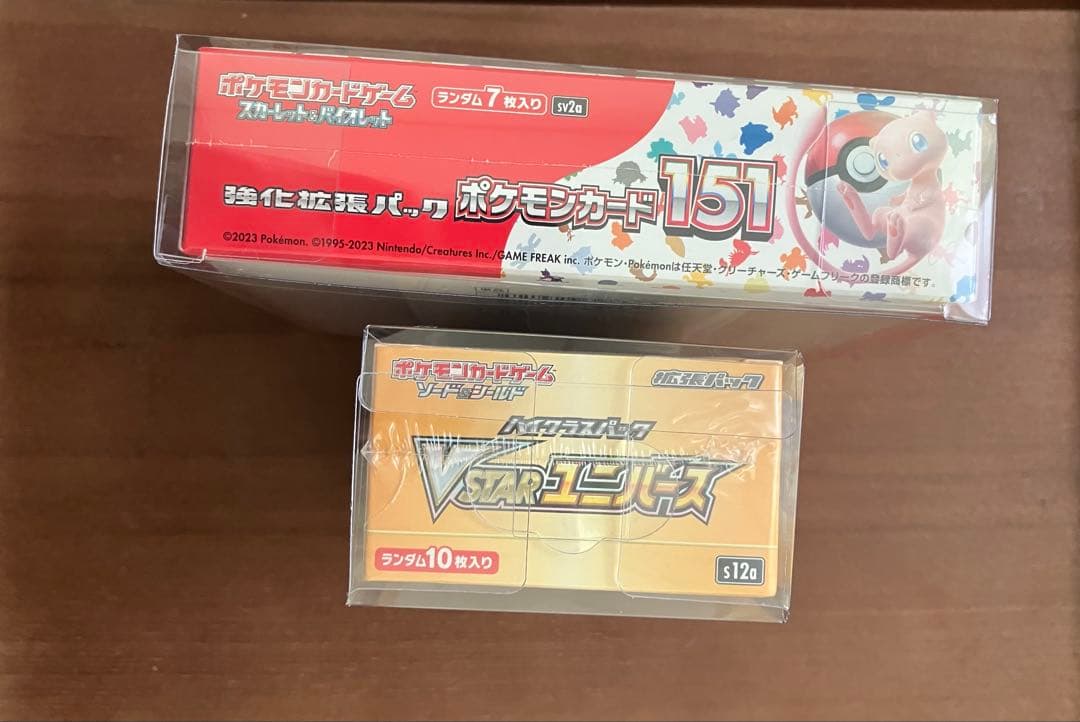 ポケモンカードゲーム
スカーレット&バイオレット
ランダム7枚入り
sv2a
強化拡張パック ポケモンカード151
©2023 Pokémon. ©1995-2023 Nintendo/Creatures Inc./GAME FREAK inc. ポケモン・Pokémonは任天堂・クリーチャーズ・ゲームフリークの登録商標です。
ポケモンカードゲーム
ソード&シールド
拡張パック
ハイクラスパック
VSTARユニバース
ランダム10枚入り
s12a